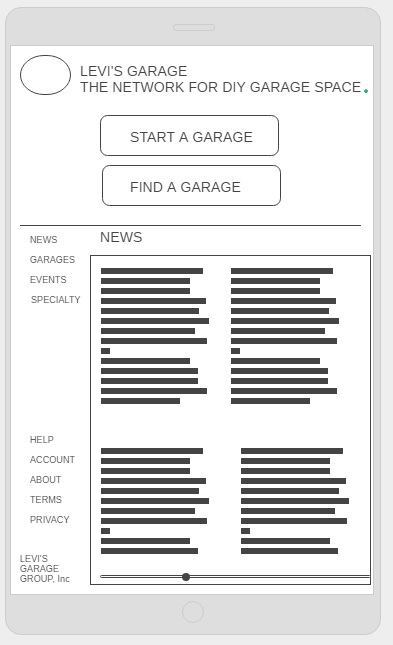 LEVI'S GARAGE
THE NETWORK FOR DIY GARAGE SPACE.
START A GARAGE
FIND A GARAGE
NEWS
GARAGES
EVENTS
SPECIALTY
NEWS
HELP
ACCOUNT
ABOUT
TERMS
PRIVACY
LEVI'S
GARAGE
GROUP, Inc